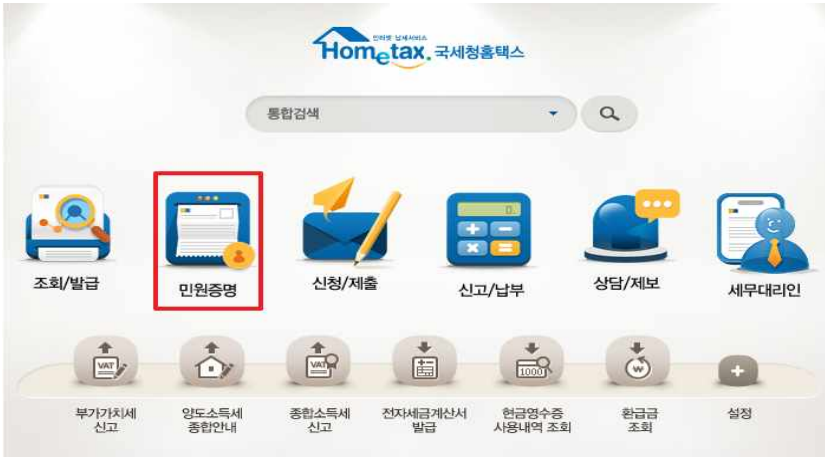 인터넷 납세서비스
Hometax. 국세청홈택스
통합검색
조회/발급
민원증명
신청/제출
0.
신고/납부
상담/제보
세무대리인
VAT
VAT
1000
₩
부가가치세
신고
양도소득세
종합안내
종합소득세
신고
전자세금계산서
발급
현금영수증
사용내역 조회
환급금
조회
설정